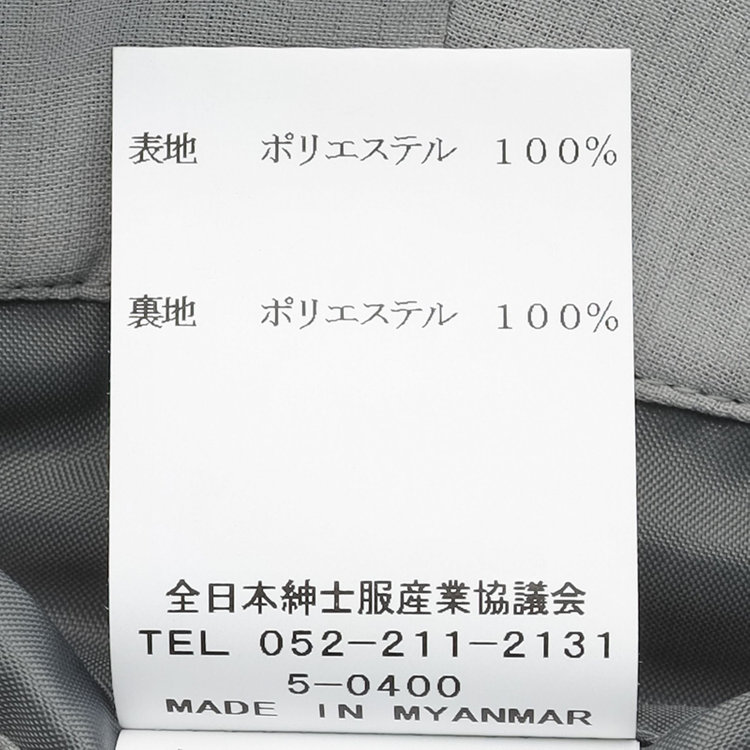 表地 ポリエステル 100%
裏地 ポリエステル 100%
全日本紳士服産業協議会
TEL 052-211-2131
5-0400
MADE IN MYANMAR